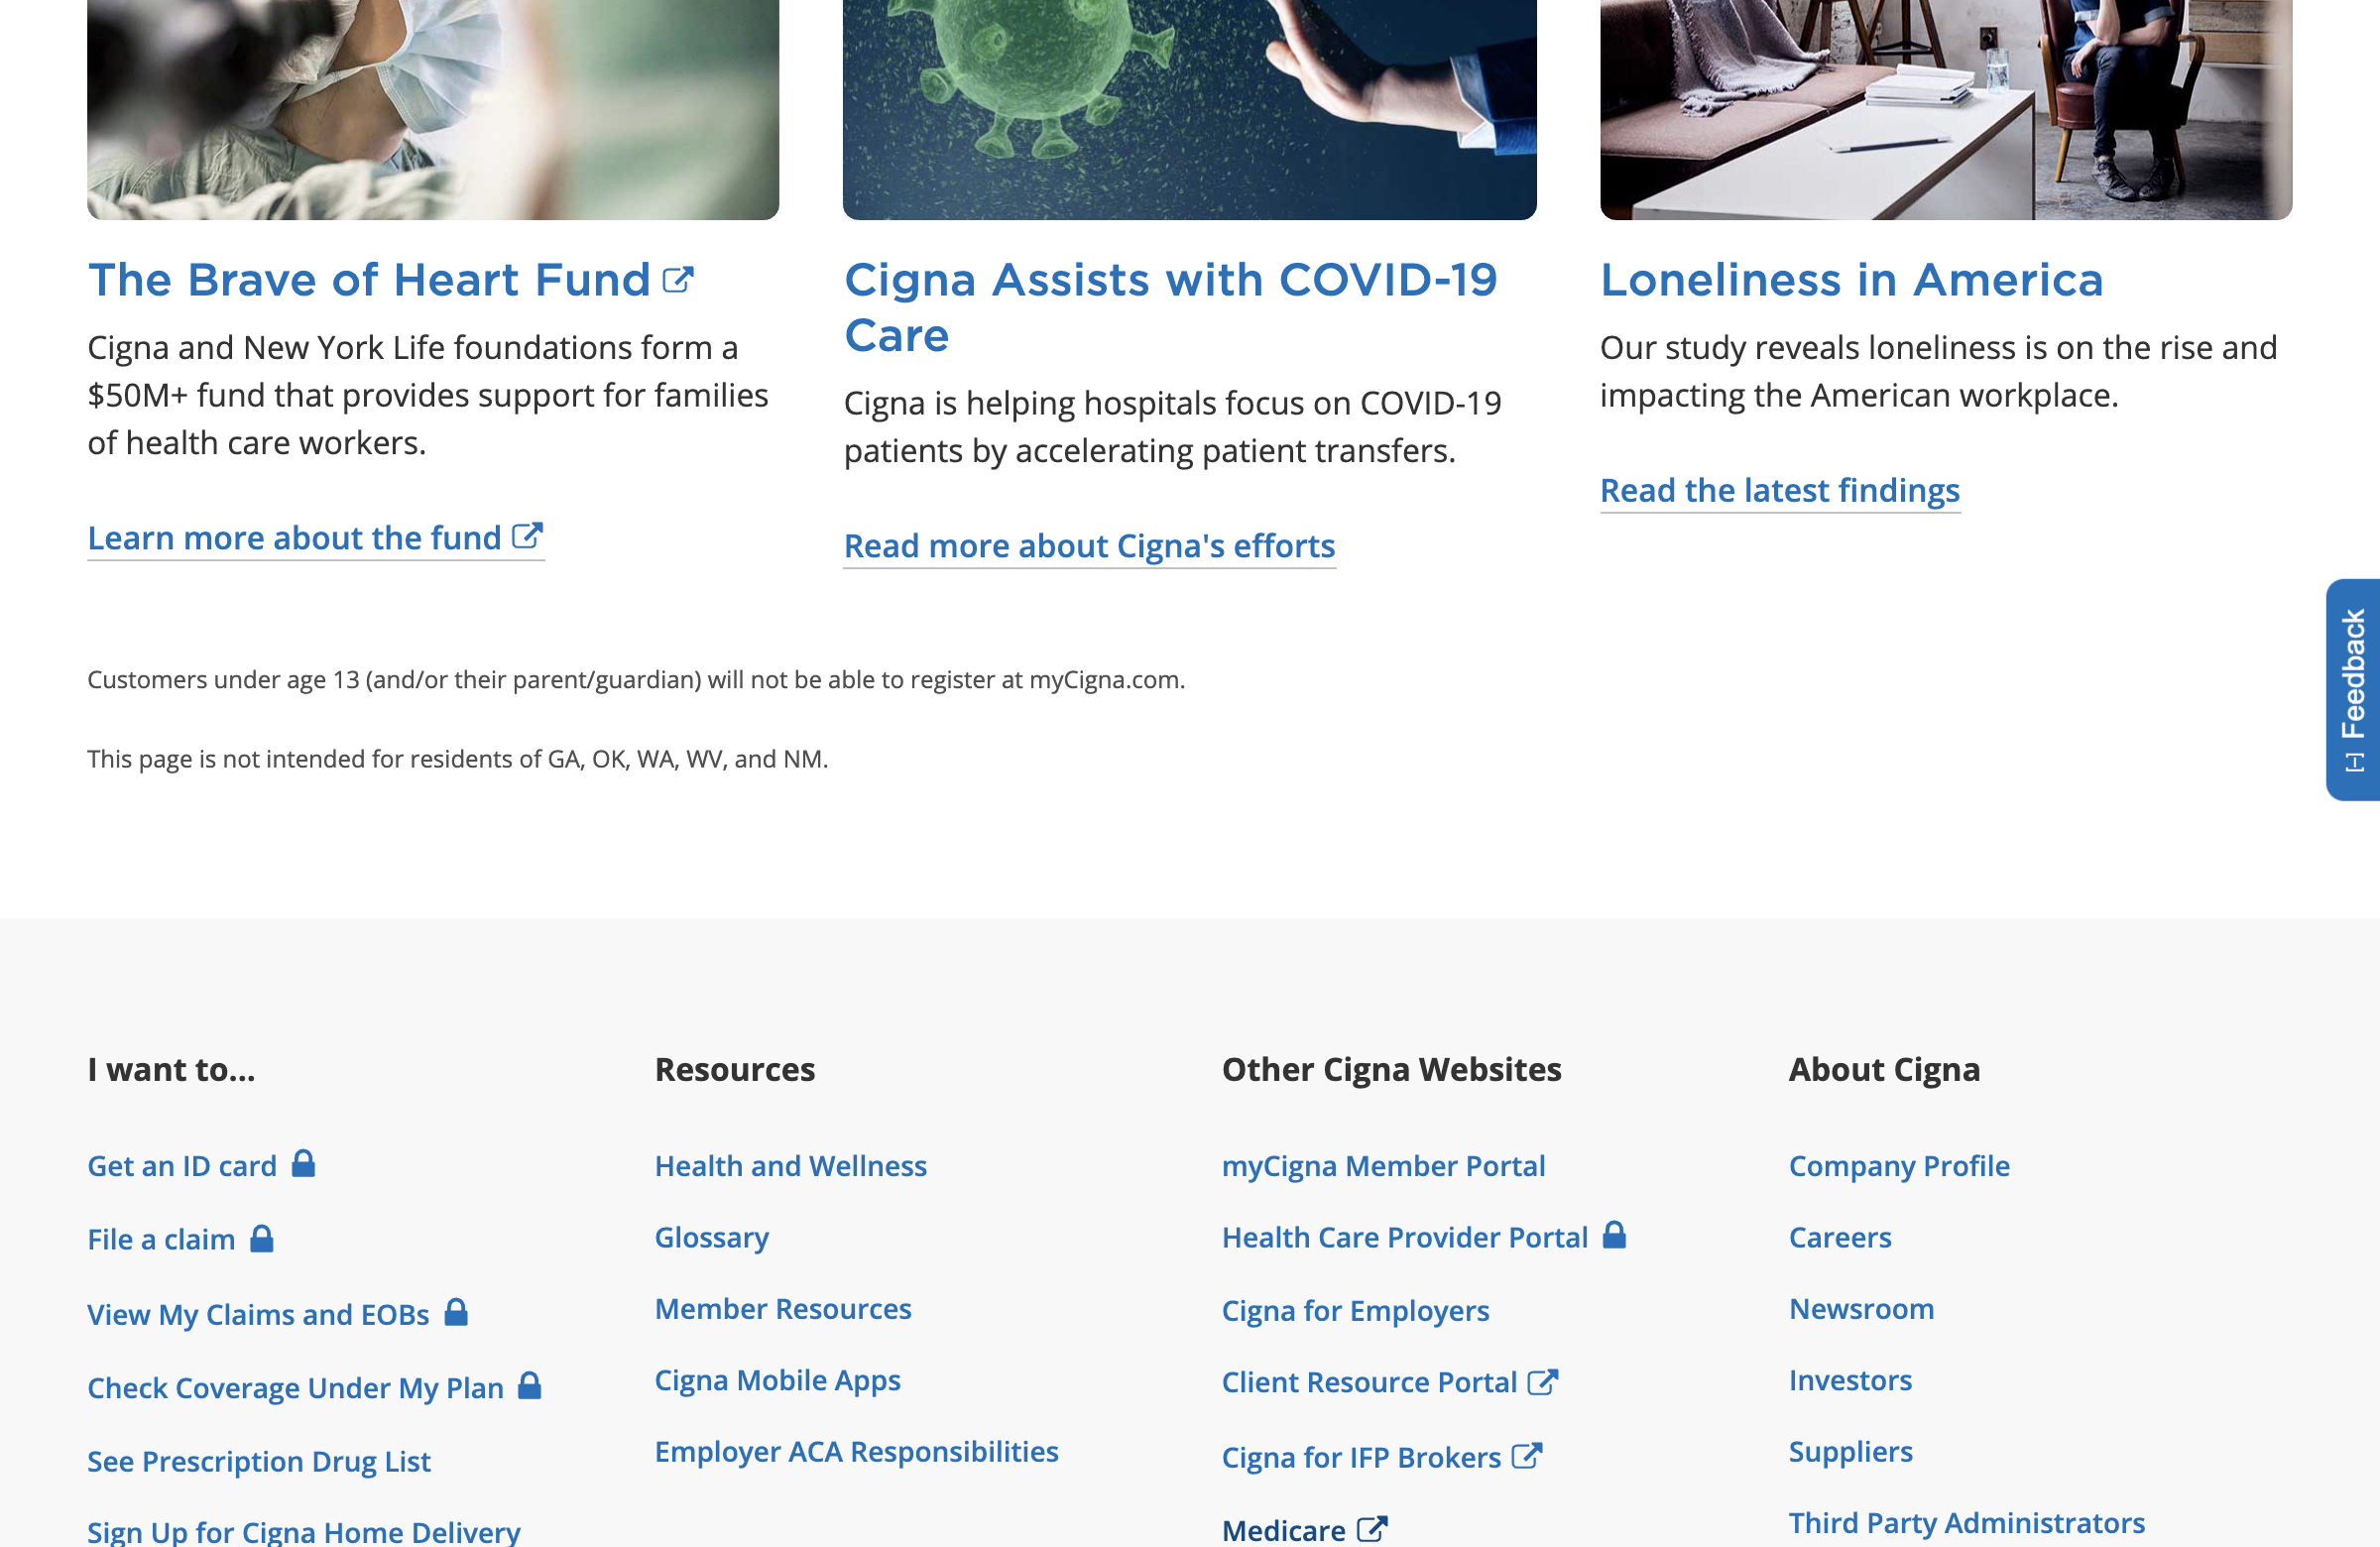 The Brave of Heart Fund
Cigna and New York Life foundations form a
$50M+ fund that provides support for families
of health care workers.
Learn more about the fund
Cigna Assists with COVID-19
Care
Cigna is helping hospitals focus on COVID-19
patients by accelerating patient transfers.
Read more about Cigna's efforts
Loneliness in America
Our study reveals loneliness is on the rise and
impacting the American workplace.
Read the latest findings
[-] Feedback
Customers under age 13 (and/or their parent/guardian) will not be able to register at myCigna.com.
This page is not intended for residents of GA, OK, WA, WV, and NM.
I want to...
Get an ID card
File a claim
View My Claims and EOBs
Check Coverage Under My Plan
See Prescription Drug List
Sign Up for Cigna Home Delivery
Resources
Health and Wellness
Glossary
Member Resources
Cigna Mobile Apps
Employer ACA Responsibilities
Other Cigna Websites
myCigna Member Portal
Health Care Provider Portal
Cigna for Employers
Client Resource Portal
Cigna for IFP Brokers
Medicare
About Cigna
Company Profile
Careers
Newsroom
Investors
Suppliers
Third Party Administrators